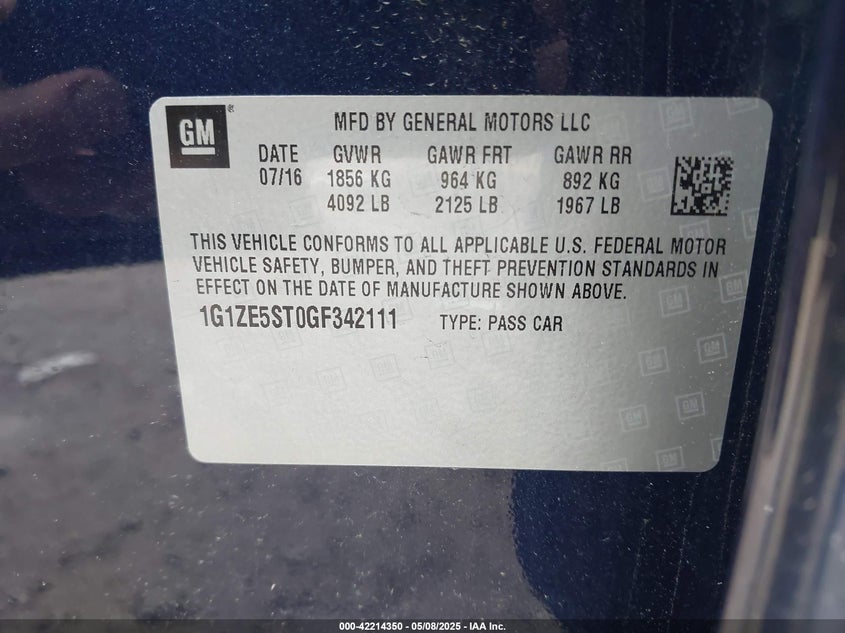 GM ® MFD BY GENERAL MOTORS LLC
DATE GVWR GAWR FRT GAWR RR
07/16 1856 KG 964 KG 892 KG
4092 LB 2125 LB 1967 LB
THIS VEHICLE CONFORMS TO ALL APPLICABLE U.S. FEDERAL MOTOR
VEHICLE SAFETY, BUMPER, AND THEFT PREVENTION STANDARDS IN
EFFECT ON THE DATE OF MANUFACTURE SHOWN ABOVE.
1G1ZE5ST0GF342111 TYPE: PASS CAR
000-42214350 - 05/08/2025 - IAA Inc.